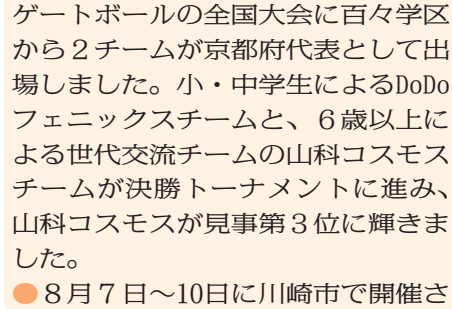 ゲートボールの全国大会に百々学区
から２チームが京都府代表として出
場しました。小・中学生によるDoDo
フェニックスチームと、６歳以上に
よる世代交流チームの山科コスモス
チームが決勝トーナメントに進み、
山科コスモスが見事第３位に輝きま
した。
●８月７日～10日に川崎市で開催さ